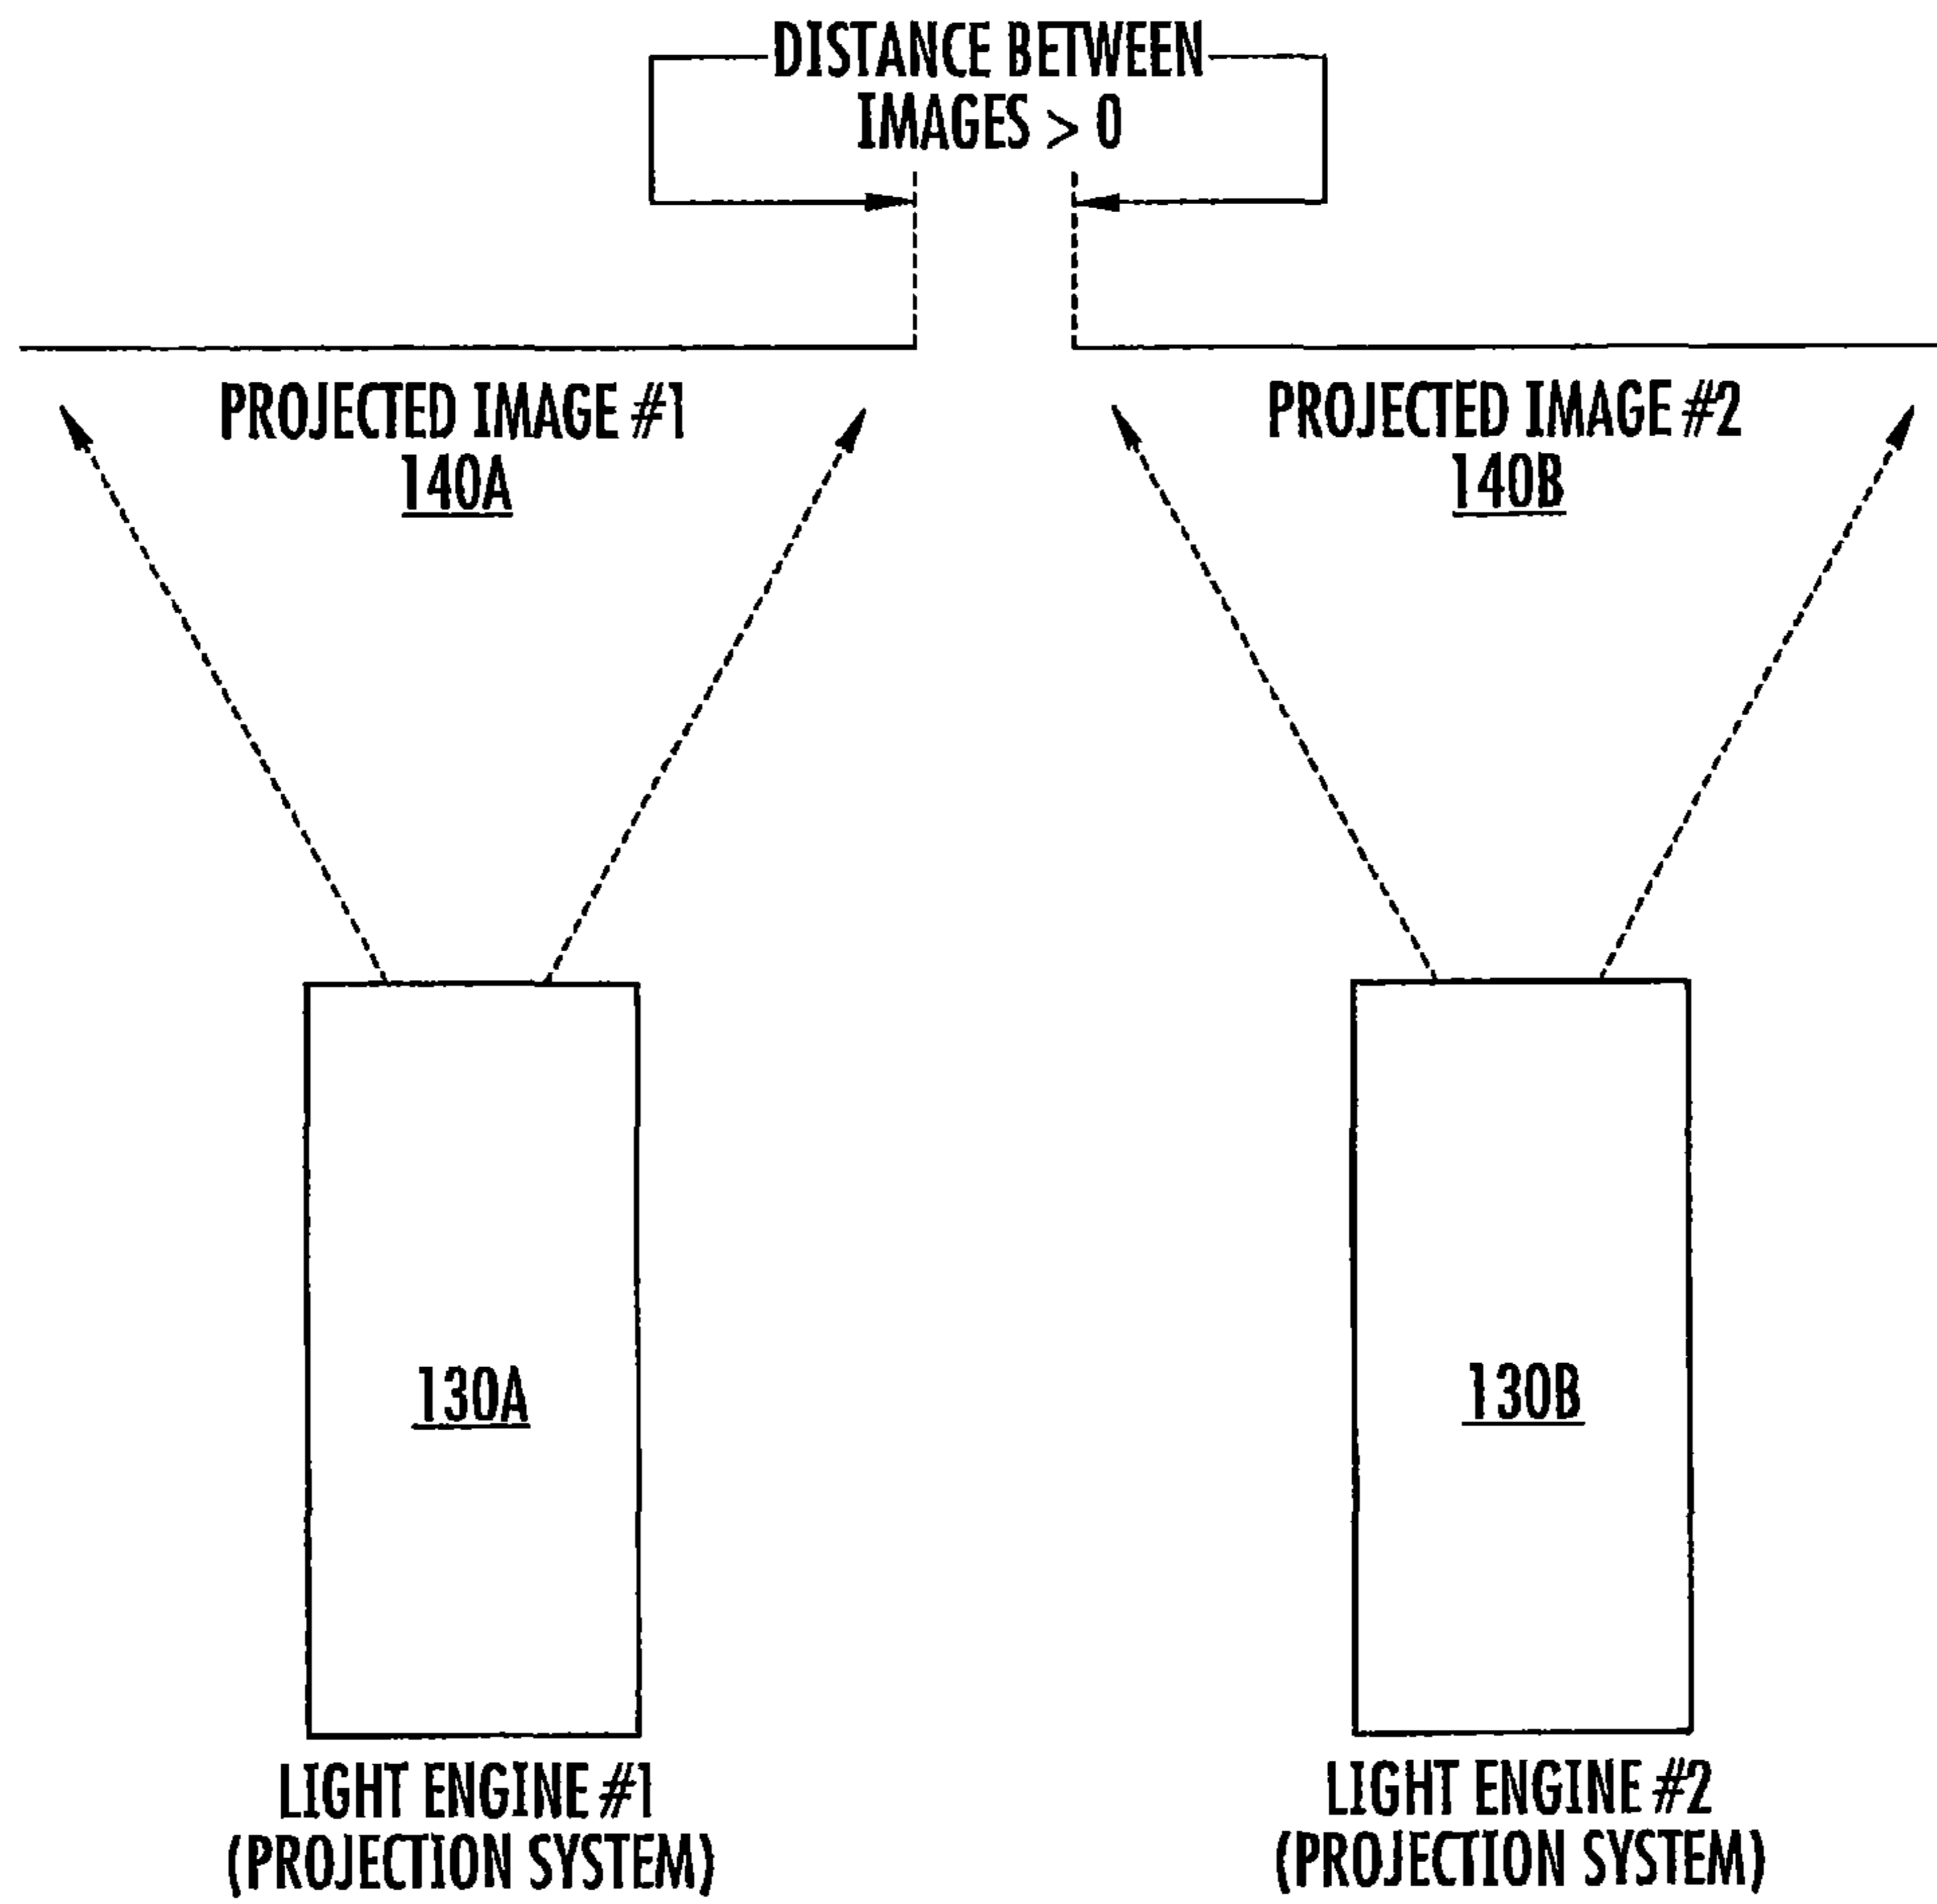 DISTANCE BETWEEN
IMAGES > 0
PROJECTED IMAGE #1
140A
PROJECTED IMAGE #2
140B
130A
130B
LIGHT ENGINE #1
(PROJECTION SYSTEM)
LIGHT ENGINE #2
(PROJECTION SYSTEM)